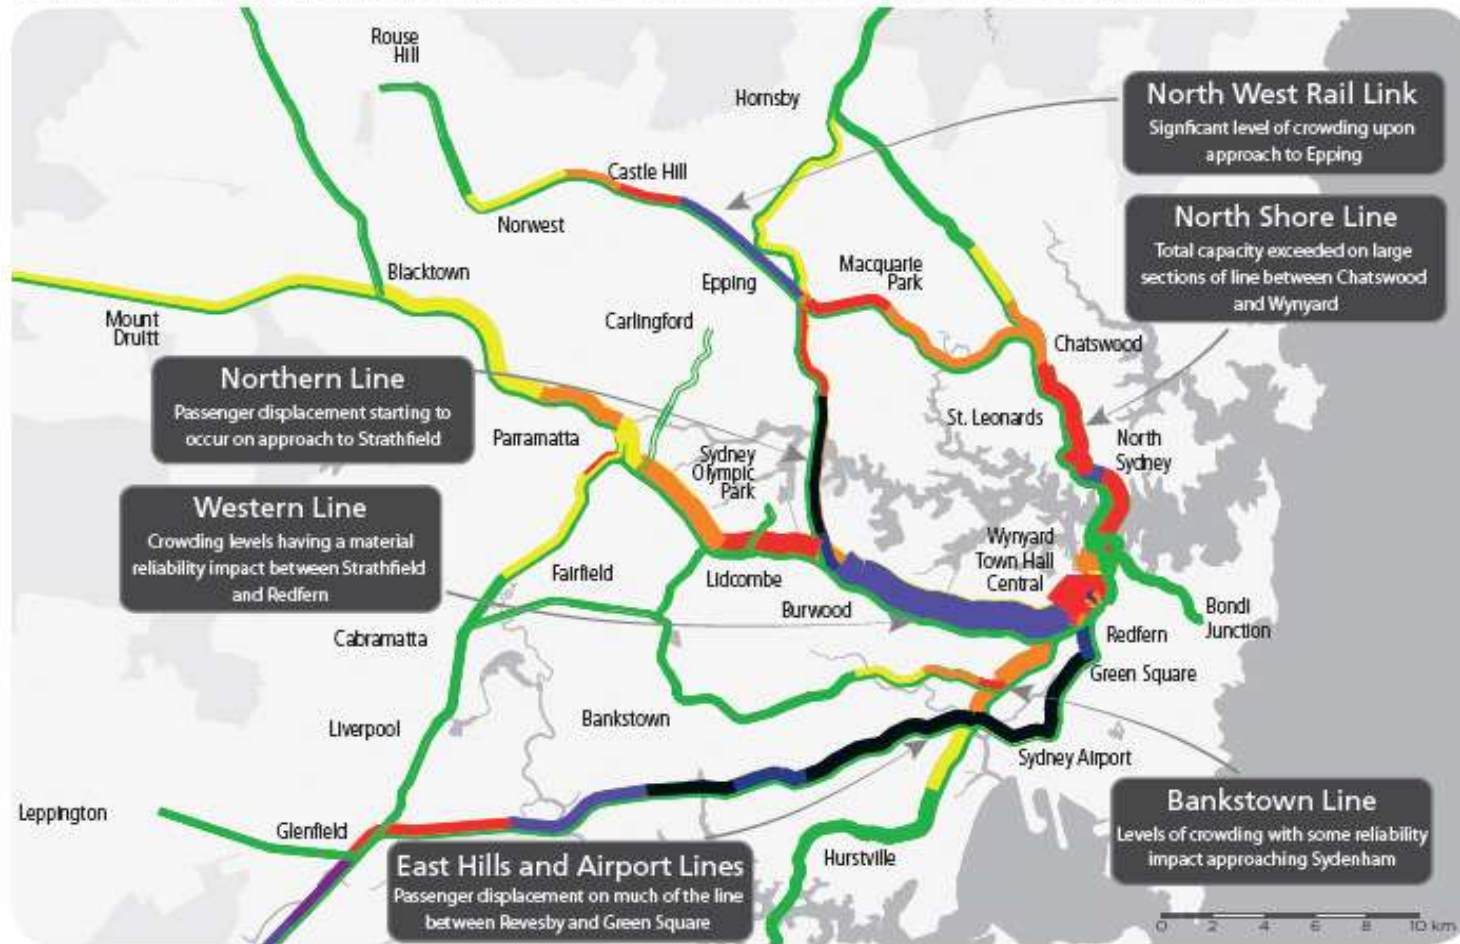 Rouse
Hill
Hornsby
North West Rail Link
Signficant level of crowding upon
approach to Epping
Castle Hill
Norwest
North Shore Line
Total capacity exceeded on large
sections of line between Chatswood
and Wynyard
Blacktown
Macquarie
Park
Epping
Carlingford
Mount
Druitt
Chatswood
Northern Line
Passenger displacement starting to
occur on approach to Strathfield
Parramatta
St. Leonards
North
Sydney
Sydney
Olympic
Park
Western Line
Crowding levels having a material
reliability impact between Strathfield
and Redfern
Wynyard
Town Hall
Central
Fairfield
Lidcombe
Burwood
Bondi
Junction
Cabramatta
Redfern
Green Square
Liverpool
Bankstown
Sydney Airport
Leppington
Glenfield
Bankstown Line
Levels of crowding with some reliability
impact approaching Sydenham
Hurstville
East Hills and Airport Lines
Passenger displacement on much of the line
between Revesby and Green Square
0 2 4 6 8 10 km